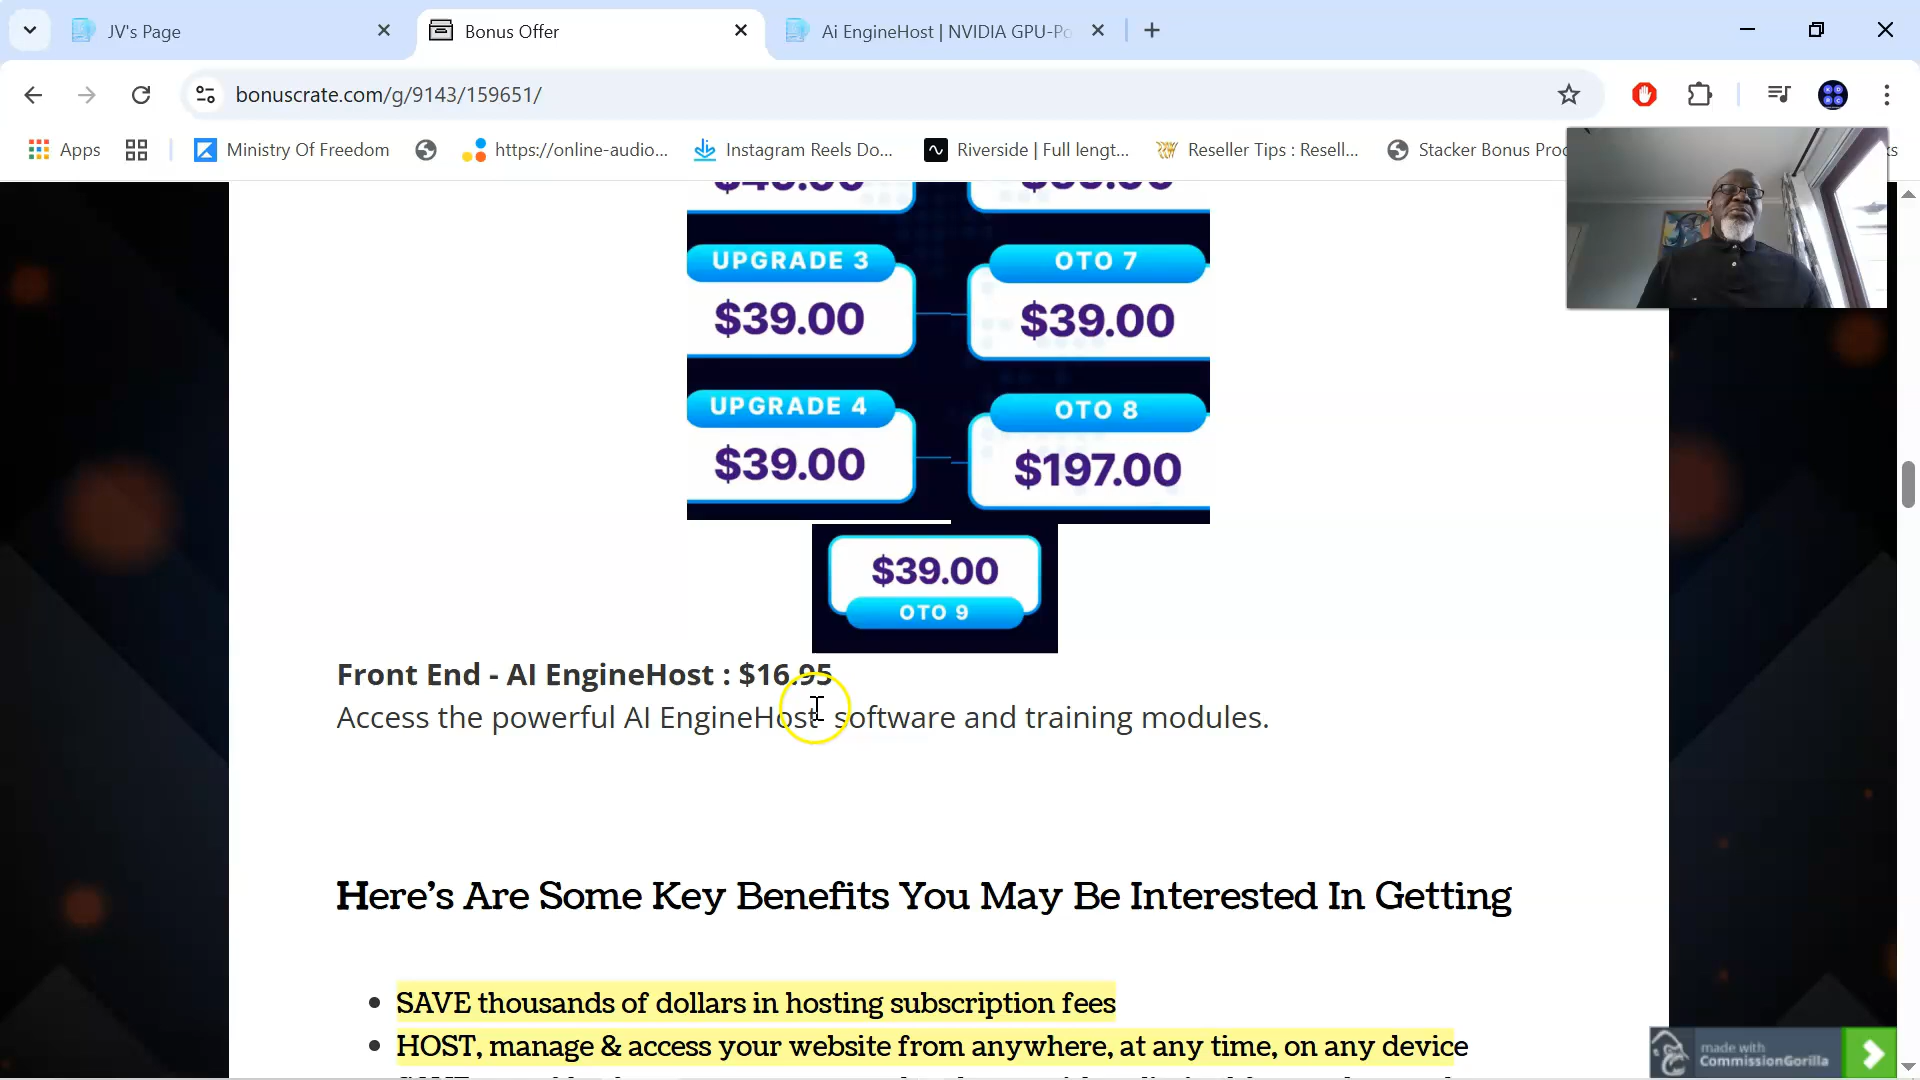 JV's Page
Bonus Offer
Ai EngineHost | NVIDIA GPU-Po
bonuscrate.com/g/9143/159651/
Apps
Ministry Of Freedom
https://online-audio...
Instagram Reels Do...
Riverside | Full lengt...
Reseller Tips : Resell...
Stacker Bonus Pro
ks
UPGRADE 3
$39.00
OTO 7
$39.00
UPGRADE 4
$39.00
OTO 8
$197.00
$39.00
OTO 9
Front End - AI EngineHost : $16.95
Access the powerful AI EngineHost software and training modules.
Here's Are Some Key Benefits You May Be Interested In Getting
• SAVE thousands of dollars in hosting subscription fees
• HOST, manage & access your website from anywhere, at any time, on any device
made with
CommissionGorilla